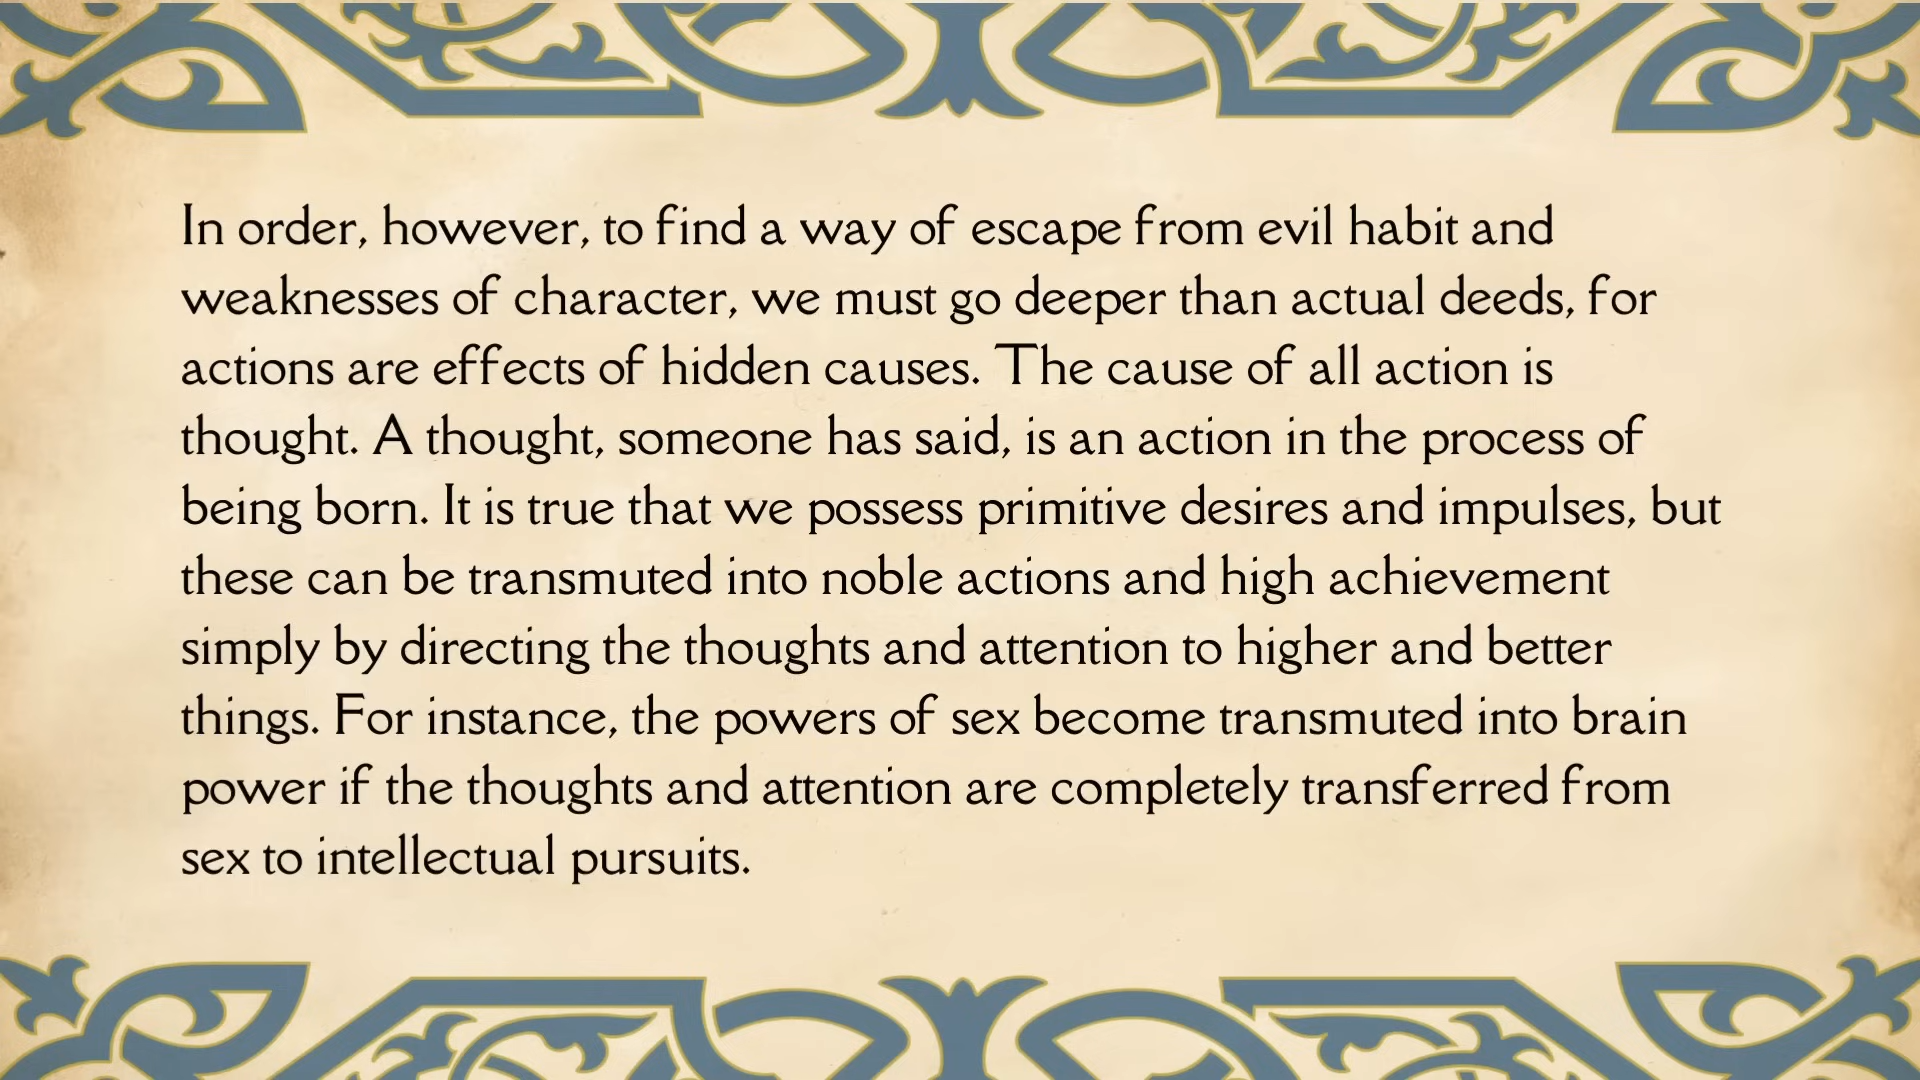 In order, however, to find a way of escape from evil habit and
weaknesses of character, we must go deeper than actual deeds, for
actions are effects of hidden causes. The cause of all action is
thought. A thought, someone has said, is an action in the process of
being born. It is true that we possess primitive desires and impulses, but
these can be transmuted into noble actions and high achievement
simply by directing the thoughts and attention to higher and better
things. For instance, the powers of sex become transmuted into brain
power if the thoughts and attention are completely transferred from
sex to intellectual pursuits.